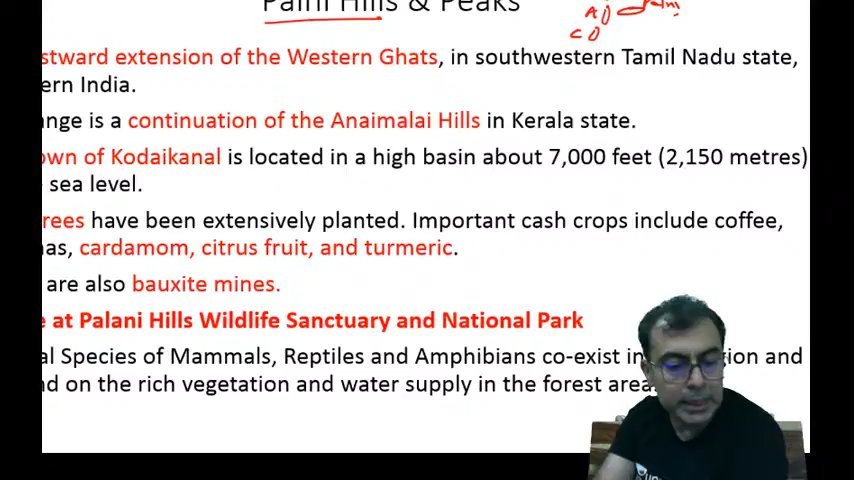 Palni Hills & Peaks
stward extension of the Western Ghats, in southwestern Tamil Nadu state,
ern India.
ange is a continuation of the Anaimalai Hills in Kerala state.
own of Kodaikanal is located in a high basin about 7,000 feet (2,150 metres)
sea level.
rees have been extensively planted. Important cash crops include coffee,
as, cardamom, citrus fruit, and turmeric.
are also bauxite mines.
e at Palani Hills Wildlife Sanctuary and National Park
al Species of Mammals, Reptiles and Amphibians co-exist in and
nd on the rich vegetation and water supply in the forest area